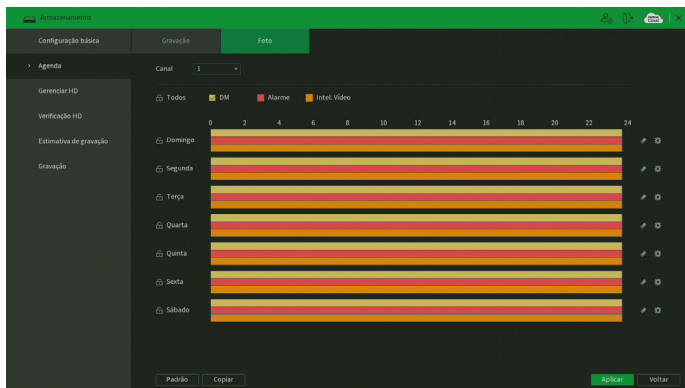 Armazenamento
Configuração básica
Gravação
Foto
Agenda
Canal 1
Gerenciar HD
Todos DM Alarme Intel. Vídeo
Verificação HD
0 2 4 6 8 10 12 14 16 18 20 22 24
Estimativa de gravação
Domingo
Gravação
Segunda
Terça
Quarta
Quinta
Sexta
Sábado
Padrão Copiar Aplicar Voltar